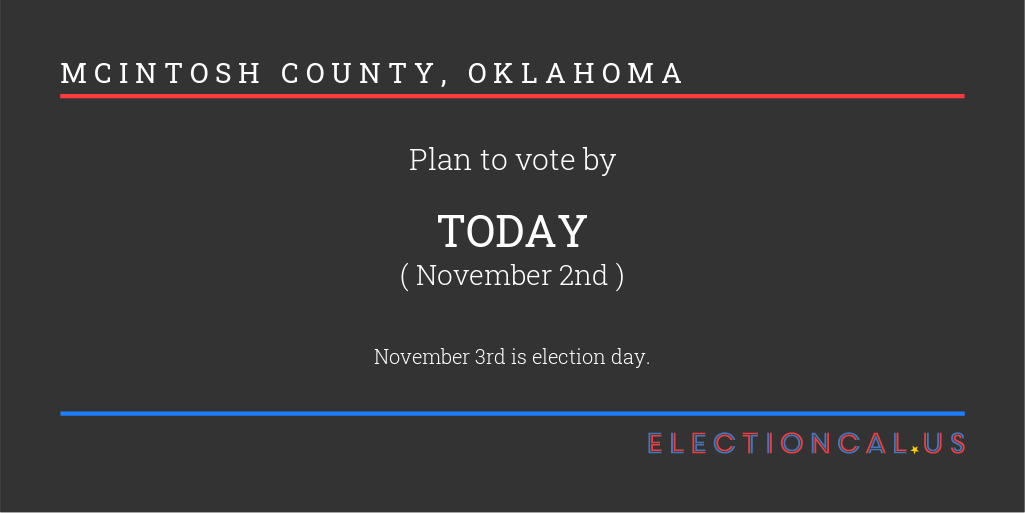 MCINTOSH COUNTY, OKLAHOMA
Plan to vote by
TODAY
( November 2nd )
November 3rd is election day.
ELECTIONCAL.US